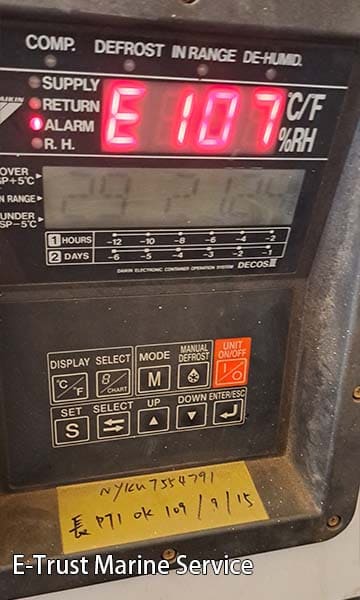 COMP. DEFROST IN RANGE DE-HUMID.
DAIKIN
SUPPLY
RETURN
ALARM
R. H.
E 107
°C/F
%RH
OVER
SP+5°C
IN RANGE
UNDER
SP-5°C
1 HOURS -12 -10 -8 -6 -4 -2
2 DAYS -6 -5 -4 -3 -2 -1
DAIKIN ELECTRONIC CONTAINER OPERATION SYSTEM DECOS III
DISPLAY SELECT MODE MANUAL DEFROST UNIT ON/OFF
°C/°F 8/CHART M I/O
SET SELECT UP DOWN ENTER/ESC
S
NYKU7554791
長 PTI OK 109/9/15
E-Trust Marine Service